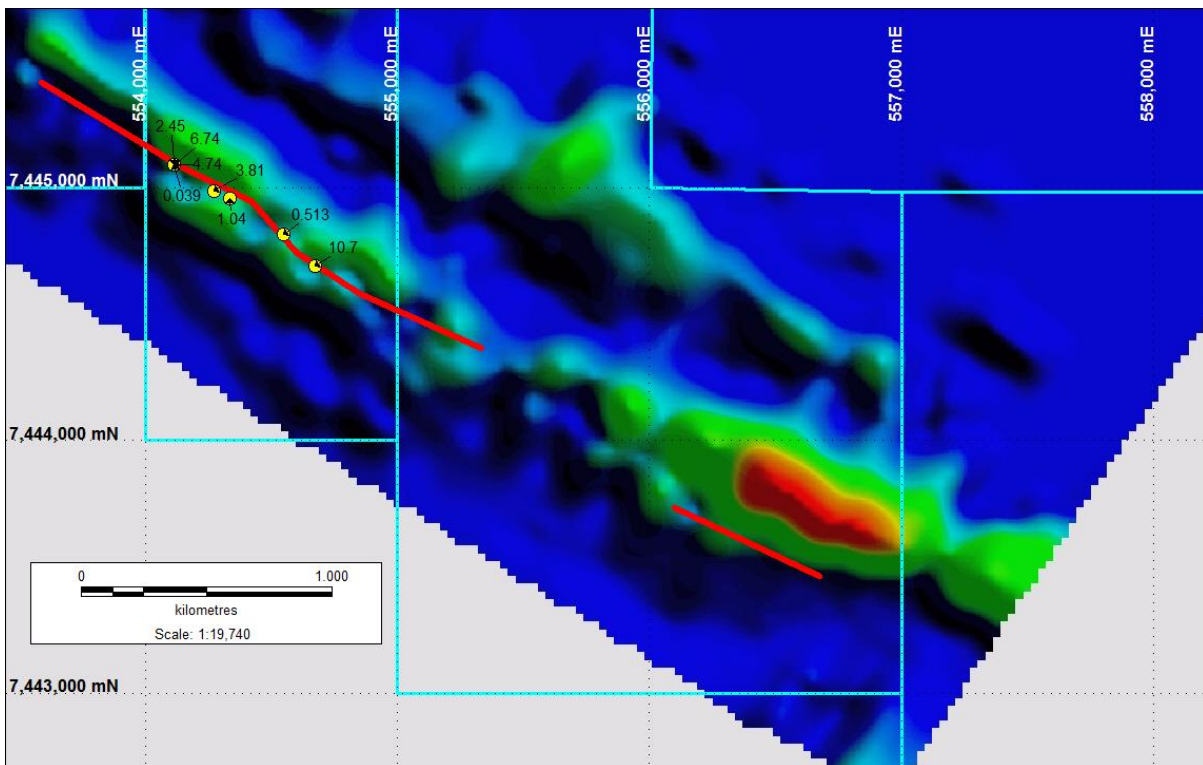 554,000 mE
555,000 mE
556,000 mE
557,000 mE
558,000 mE
2.45
6.74
4.74
3.81
7,445,000 mN
0.039
1.04
0.513
10.7
7,444,000 mN
0
1.000
kilometres
Scale: 1:19,740
7,443,000 mN